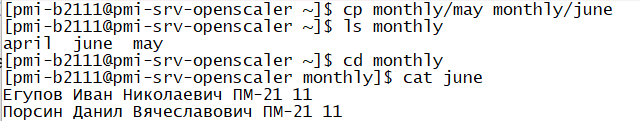 [pmi-b2111@pmi-srv-openscaler ~]$ cp monthly/may monthly/june
[pmi-b2111@pmi-srv-openscaler ~]$ ls monthly
april  june  may
[pmi-b2111@pmi-srv-openscaler ~]$ cd monthly
[pmi-b2111@pmi-srv-openscaler monthly]$ cat june
Егупов Иван Николаевич ПМ-21 11
Порсин Данил Вячеславович ПМ-21 11